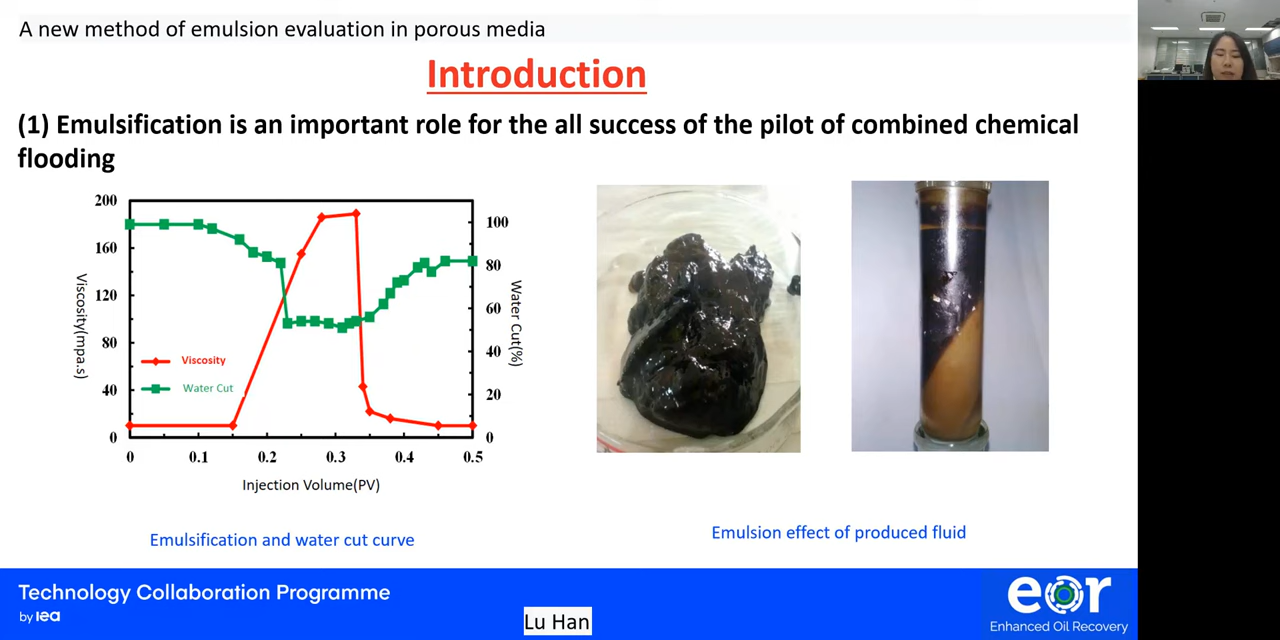 A new method of emulsion evaluation in porous media
Introduction
(1) Emulsification is an important role for the all success of the pilot of combined chemical
flooding
200
160
120
80
40
0
Viscosity(mpa.s)
100
80
60
40
20
0
Water Cut(%)
Viscosity
Water Cut
0 0.1 0.2 0.3 0.4 0.5
Injection Volume(PV)
Emulsification and water cut curve
Emulsion effect of produced fluid
Technology Collaboration Programme
by iea
Lu Han
eor
Enhanced Oil Recovery